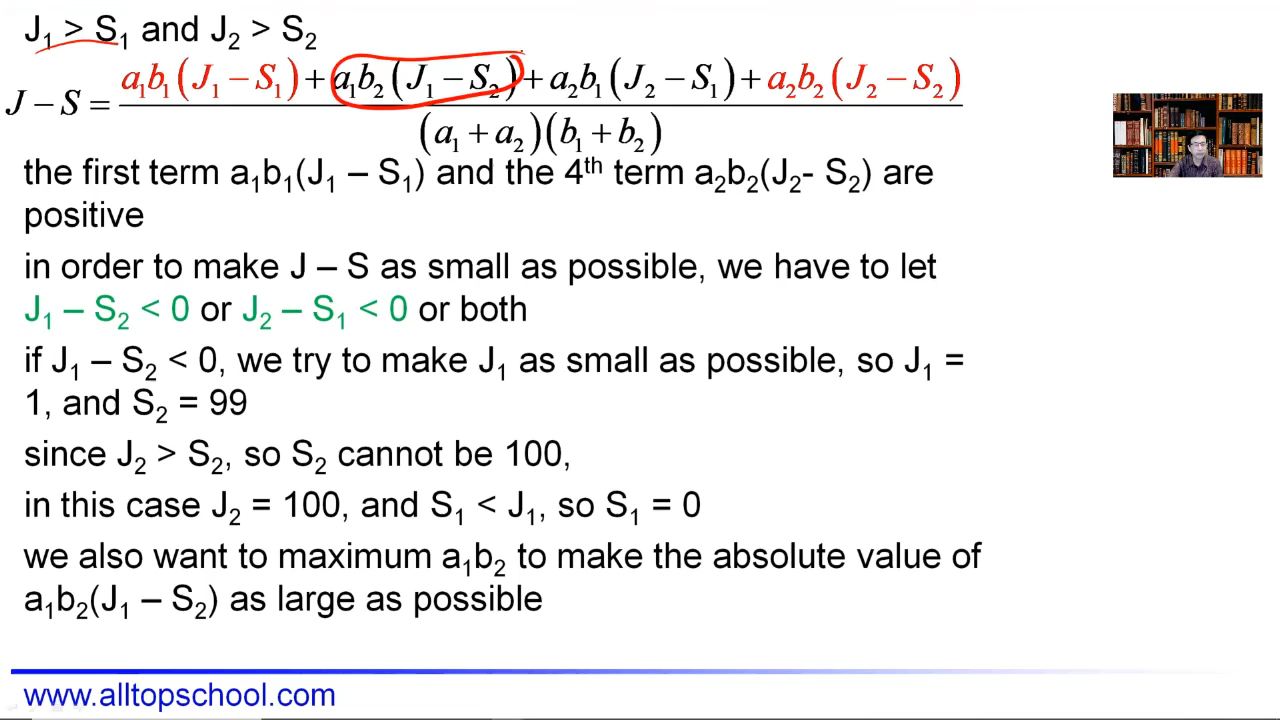 J₁ > S₁ and J₂ > S₂
J − S = (a₁b₁(J₁ − S₁) + a₁b₂(J₁ − S₂) + a₂b₁(J₂ − S₁) + a₂b₂(J₂ − S₂)) / ((a₁ + a₂)(b₁ + b₂))
the first term a₁b₁(J₁ – S₁) and the 4th term a₂b₂(J₂- S₂) are
positive
in order to make J – S as small as possible, we have to let
J₁ – S₂ < 0 or J₂ – S₁ < 0 or both
if J₁ – S₂ < 0, we try to make J₁ as small as possible, so J₁ =
1, and S₂ = 99
since J₂ > S₂, so S₂ cannot be 100,
in this case J₂ = 100, and S₁ < J₁, so S₁ = 0
we also want to maximum a₁b₂ to make the absolute value of
a₁b₂(J₁ – S₂) as large as possible
www.alltopschool.com